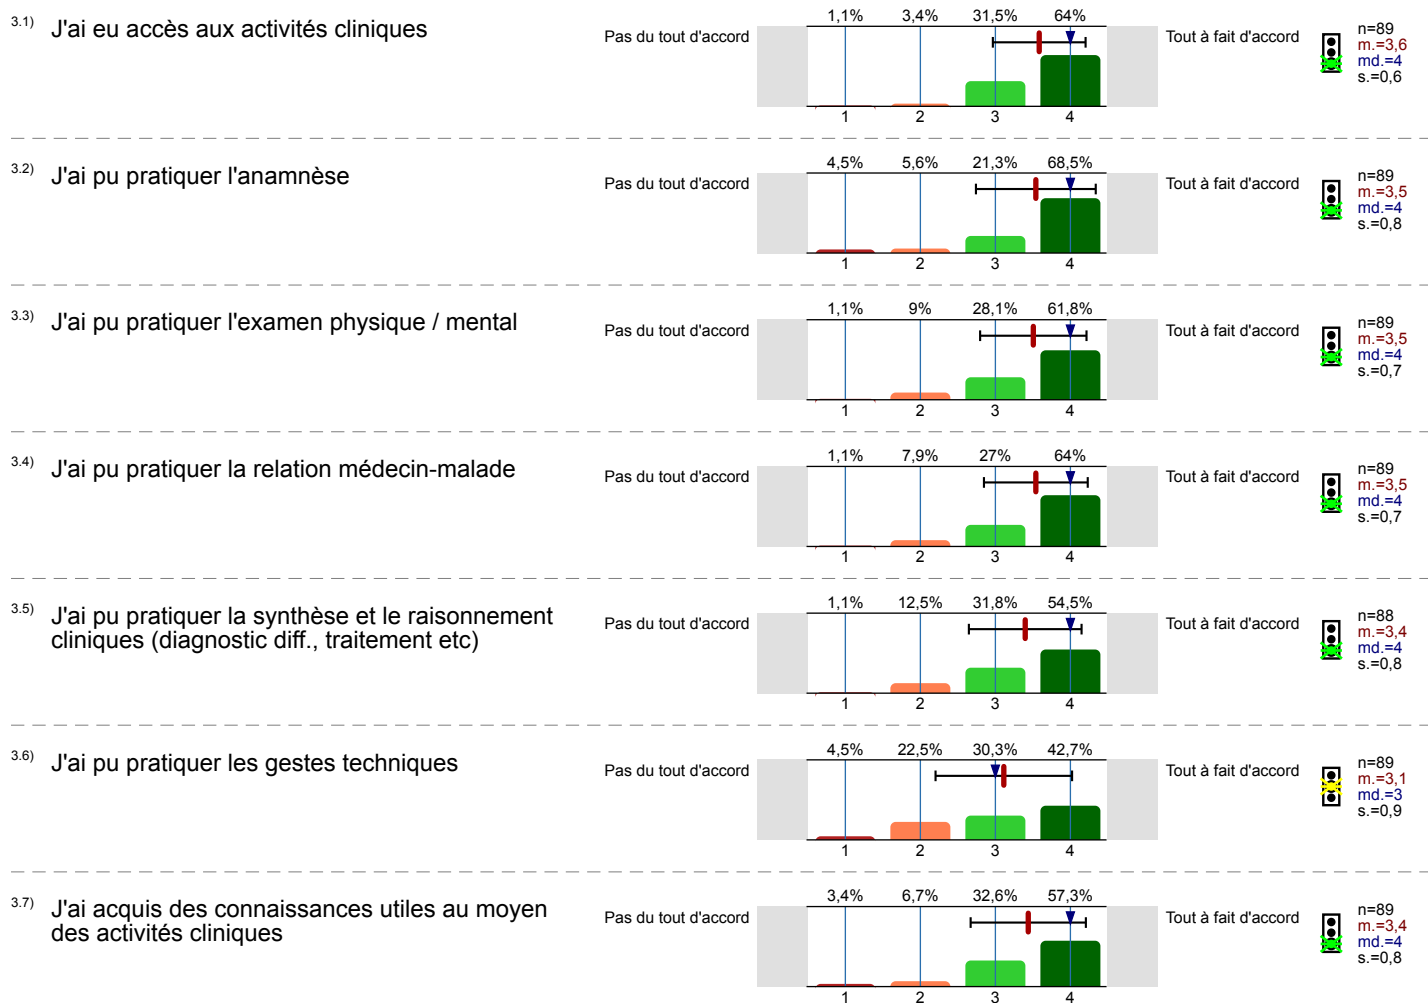 3.1) J'ai eu accès aux activités cliniques
Pas du tout d'accord
1,1% 3,4% 31,5% 64%
1 2 3 4
Tout à fait d'accord
n=89
m.=3,6
md.=4
s.=0,6
3.2) J'ai pu pratiquer l'anamnèse
Pas du tout d'accord
4,5% 5,6% 21,3% 68,5%
1 2 3 4
Tout à fait d'accord
n=89
m.=3,5
md.=4
s.=0,8
3.3) J'ai pu pratiquer l'examen physique / mental
Pas du tout d'accord
1,1% 9% 28,1% 61,8%
1 2 3 4
Tout à fait d'accord
n=89
m.=3,5
md.=4
s.=0,7
3.4) J'ai pu pratiquer la relation médecin-malade
Pas du tout d'accord
1,1% 7,9% 27% 64%
1 2 3 4
Tout à fait d'accord
n=89
m.=3,5
md.=4
s.=0,7
3.5) J'ai pu pratiquer la synthèse et le raisonnement
cliniques (diagnostic diff., traitement etc)
Pas du tout d'accord
1,1% 12,5% 31,8% 54,5%
1 2 3 4
Tout à fait d'accord
n=88
m.=3,4
md.=4
s.=0,8
3.6) J'ai pu pratiquer les gestes techniques
Pas du tout d'accord
4,5% 22,5% 30,3% 42,7%
1 2 3 4
Tout à fait d'accord
n=89
m.=3,1
md.=3
s.=0,9
3.7) J'ai acquis des connaissances utiles au moyen
des activités cliniques
Pas du tout d'accord
3,4% 6,7% 32,6% 57,3%
1 2 3 4
Tout à fait d'accord
n=89
m.=3,4
md.=4
s.=0,8